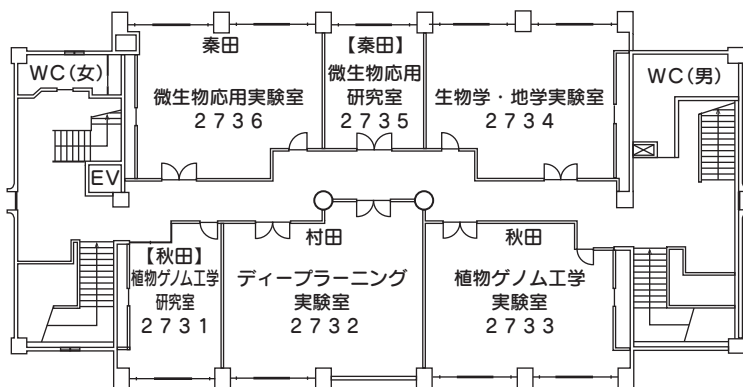 WC(女)
秦田
微生物応用実験室
2736
【秦田】
微生物応用
研究室
2735
生物学・地学実験室
2734
WC(男)
EV
【秋田】
植物ゲノム工学
研究室
2731
村田
ディープラーニング
実験室
2732
秋田
植物ゲノム工学
実験室
2733